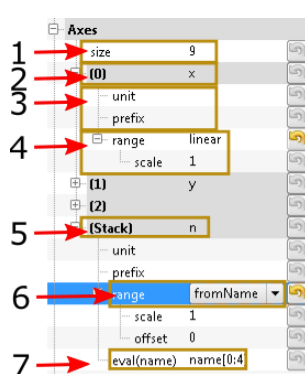 Axes
1 size 9
2 (0) x
3 unit
prefix
4 range linear
scale 1
(1) y
(2)
5 (Stack) n
unit
prefix
6 range fromName
scale 1
offset 0
7 eval(name) name[0:4]